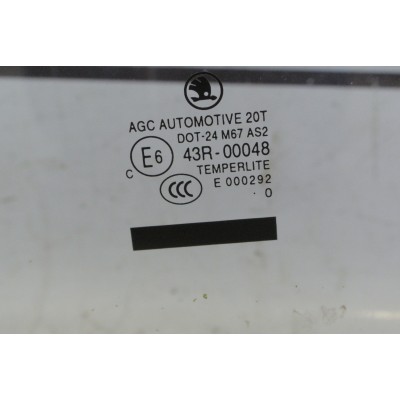 AGC AUTOMOTIVE 20T
DOT-24 M67 AS2
E6 43R-00048
C TEMPERLITE
CCC E 000292
0